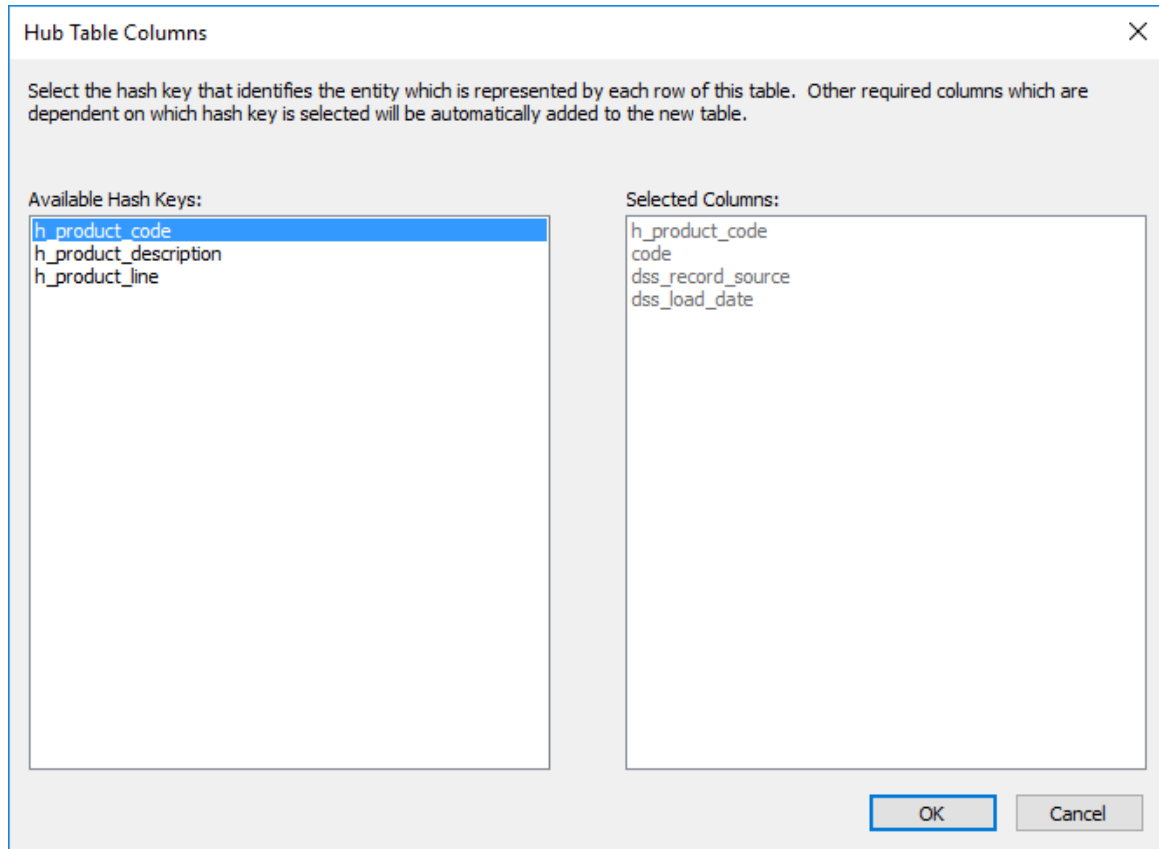 Hub Table Columns
Select the hash key that identifies the entity which is represented by each row of this table.  Other required columns which are
dependent on which hash key is selected will be automatically added to the new table.
Available Hash Keys:
h_product_code
h_product_description
h_product_line
Selected Columns:
h_product_code
code
dss_record_source
dss_load_date
OK
Cancel